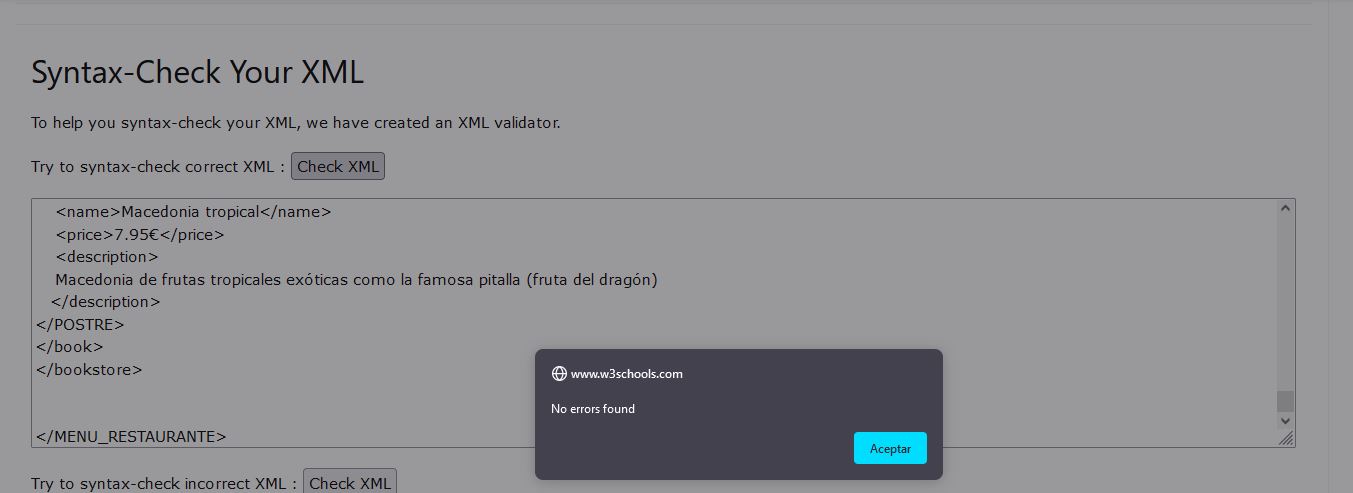 Syntax-Check Your XML
To help you syntax-check your XML, we have created an XML validator.
Try to syntax-check correct XML : Check XML
<name>Macedonia tropical</name>
<price>7.95€</price>
<description>
Macedonia de frutas tropicales exóticas como la famosa pitalla (fruta del dragón)
</description>
</POSTRE>
</book>
</bookstore>
</MENU_RESTAURANTE>
www.w3schools.com
No errors found
Aceptar
Try to syntax-check incorrect XML : Check XML